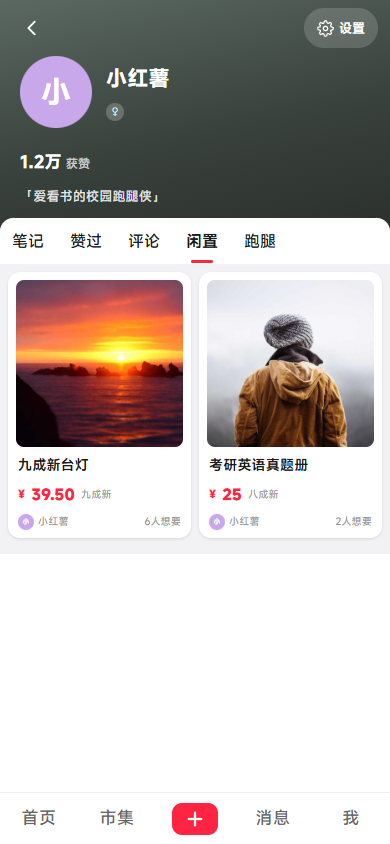 设置
小
小红薯
1.2万 获赞
「爱看书的校园跑腿侠」
笔记 赞过 评论 闲置 跑腿
九成新台灯
¥ 39.50 九成新
小 小红薯 6人想要
考研英语真题册
¥ 25 八成新
小 小红薯 2人想要
首页 市集 消息 我